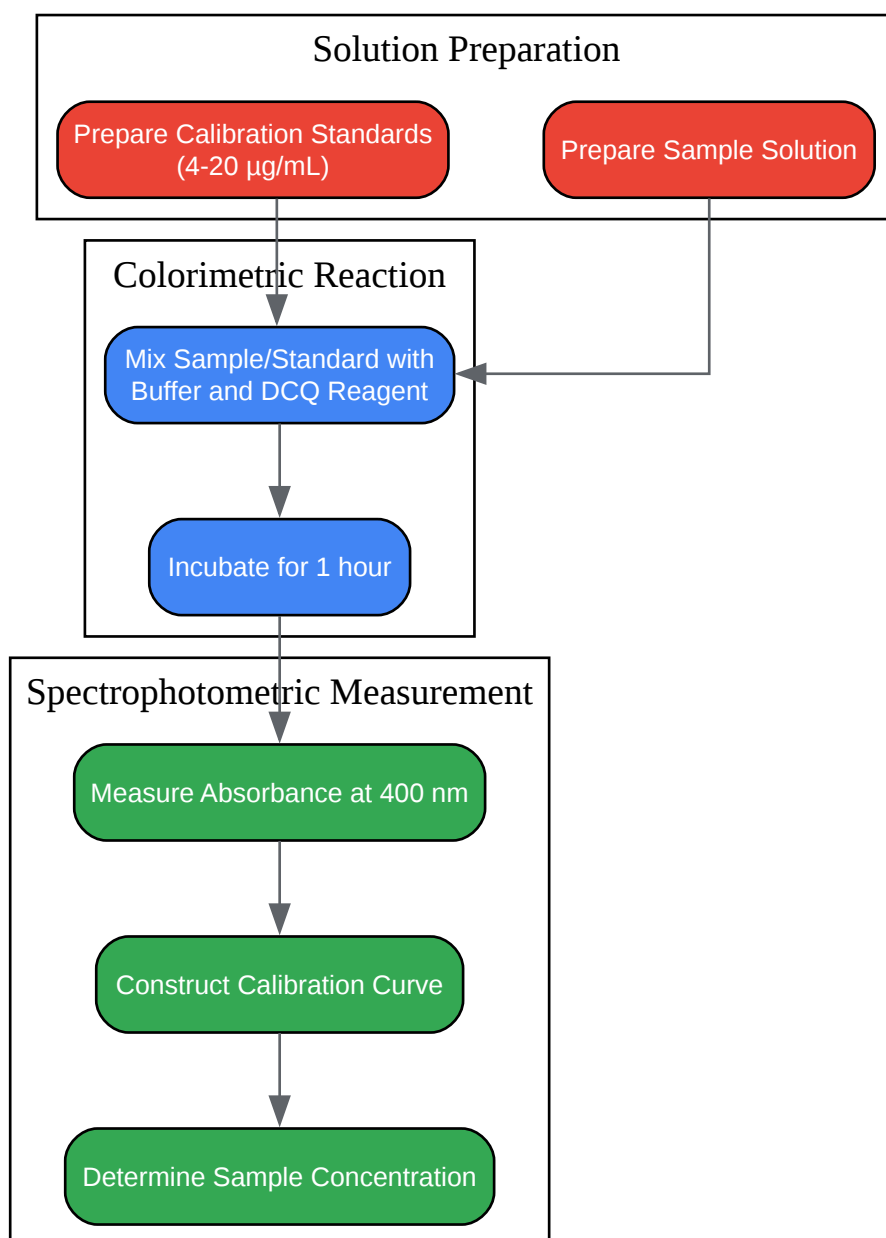 Solution Preparation
Prepare Calibration Standards
(4-20 µg/mL)
Prepare Sample Solution
Colorimetric Reaction
Mix Sample/Standard with
Buffer and DCQ Reagent
Incubate for 1 hour
Spectrophotometric Measurement
Measure Absorbance at 400 nm
Construct Calibration Curve
Determine Sample Concentration